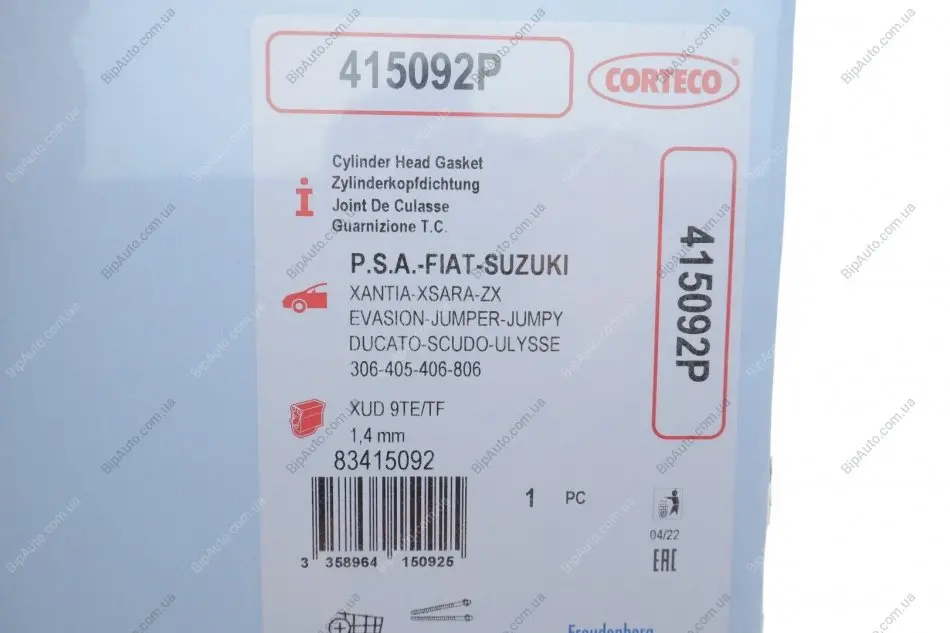 415092P
CORTECO®
Cylinder Head Gasket
Zylinderkopfdichtung
Joint De Culasse
Guarnizione T.C.
P.S.A.-FIAT-SUZUKI
XANTIA-XSARA-ZX
EVASION-JUMPER-JUMPY
DUCATO-SCUDO-ULYSSE
306-405-406-806
XUD 9TE/TF
1,4 mm
83415092
3 358964 150925
1 PC
04/22
EAC
415092P
Freudenberg
BipAuto.com.ua